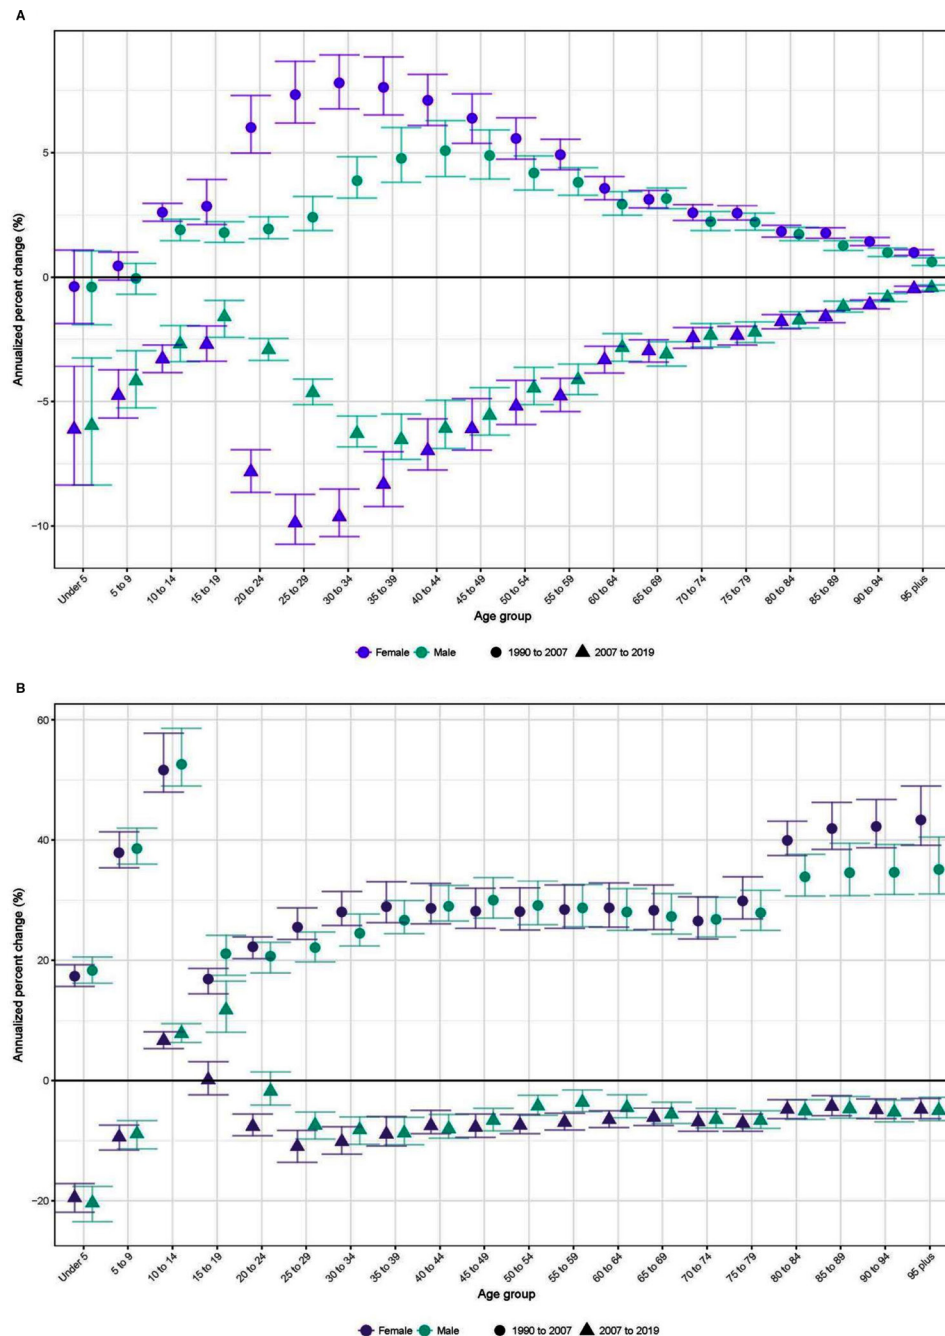 A
Annualized percent change (%)
5
0
−5
−10
Under 5
5 to 9
10 to 14
15 to 19
20 to 24
25 to 29
30 to 34
35 to 39
40 to 44
45 to 49
50 to 54
55 to 59
60 to 64
65 to 69
70 to 74
75 to 79
80 to 84
85 to 89
90 to 94
95 plus
Age group
Female Male 1990 to 2007 2007 to 2019
B
Annualized percent change (%)
60
40
20
0
−20
Under 5
5 to 9
10 to 14
15 to 19
20 to 24
25 to 29
30 to 34
35 to 39
40 to 44
45 to 49
50 to 54
55 to 59
60 to 64
65 to 69
70 to 74
75 to 79
80 to 84
85 to 89
90 to 94
95 plus
Age group
Female Male 1990 to 2007 2007 to 2019